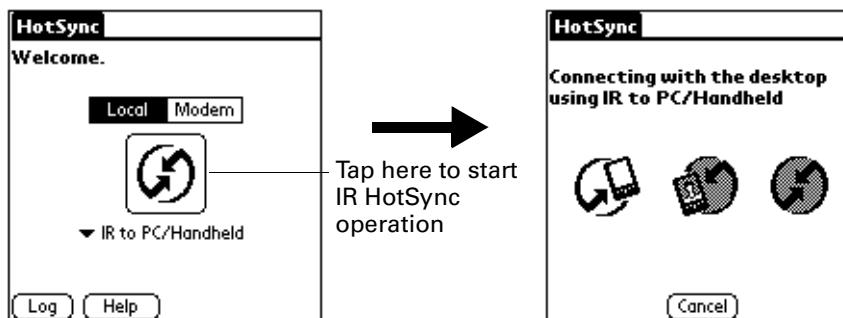 HotSync
Welcome.
Local Modem
Tap here to start
IR HotSync
operation
IR to PC/Handheld
Log Help
HotSync
Connecting with the desktop
using IR to PC/Handheld
Cancel